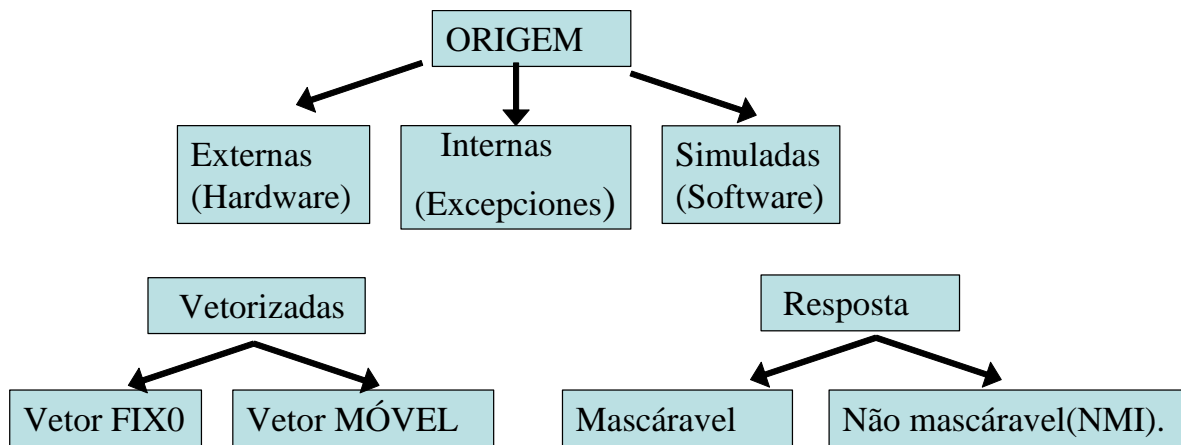 ORIGEM
Externas
(Hardware)
Internas
(Excepciones)
Simuladas
(Software)
Vetorizadas
Resposta
Vetor FIX0
Vetor MÓVEL
Mascáravel
Não mascáravel(NMI).